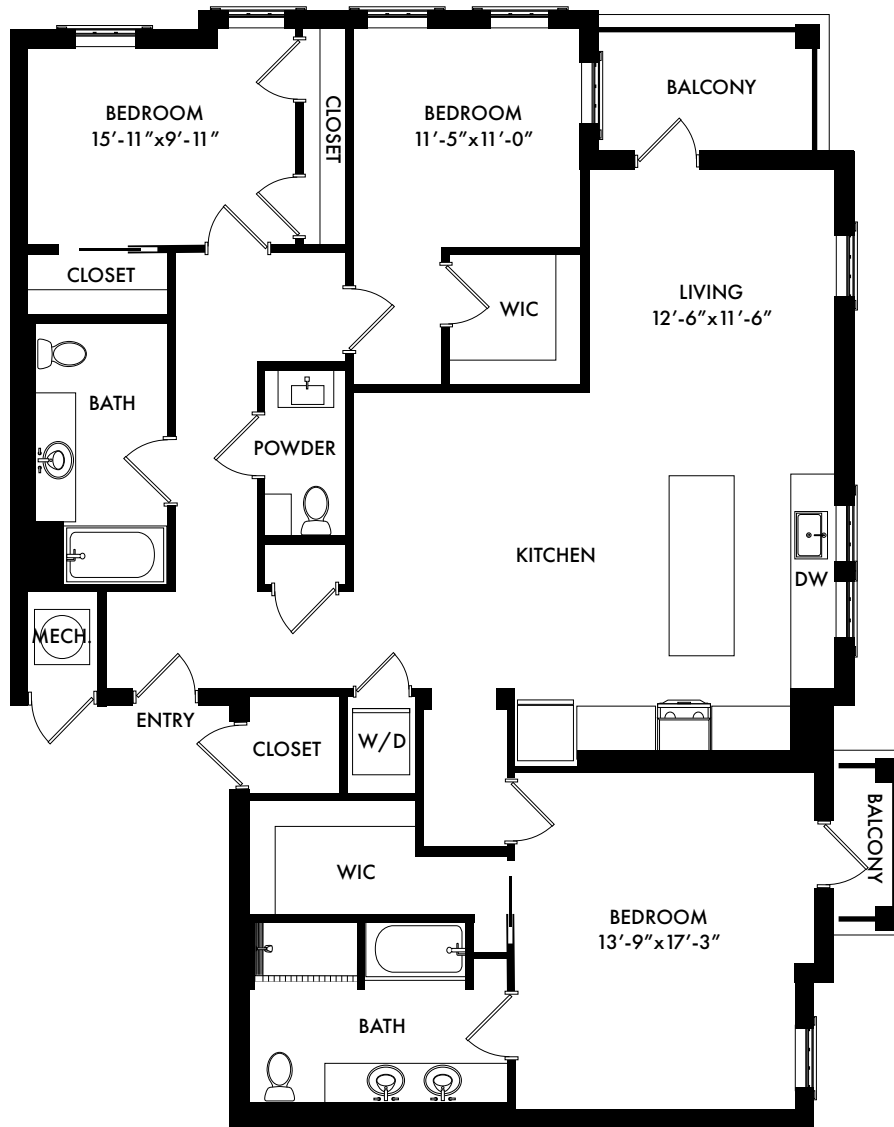 BEDROOM
15′-11″x9′-11″
CLOSET
BEDROOM
11′-5″x11′-0″
BALCONY
CLOSET
WIC
LIVING
12′-6″x11′-6″
BATH
POWDER
KITCHEN
DW
MECH.
ENTRY
CLOSET
W/D
BALCONY
WIC
BEDROOM
13′-9″x17′-3″
BATH